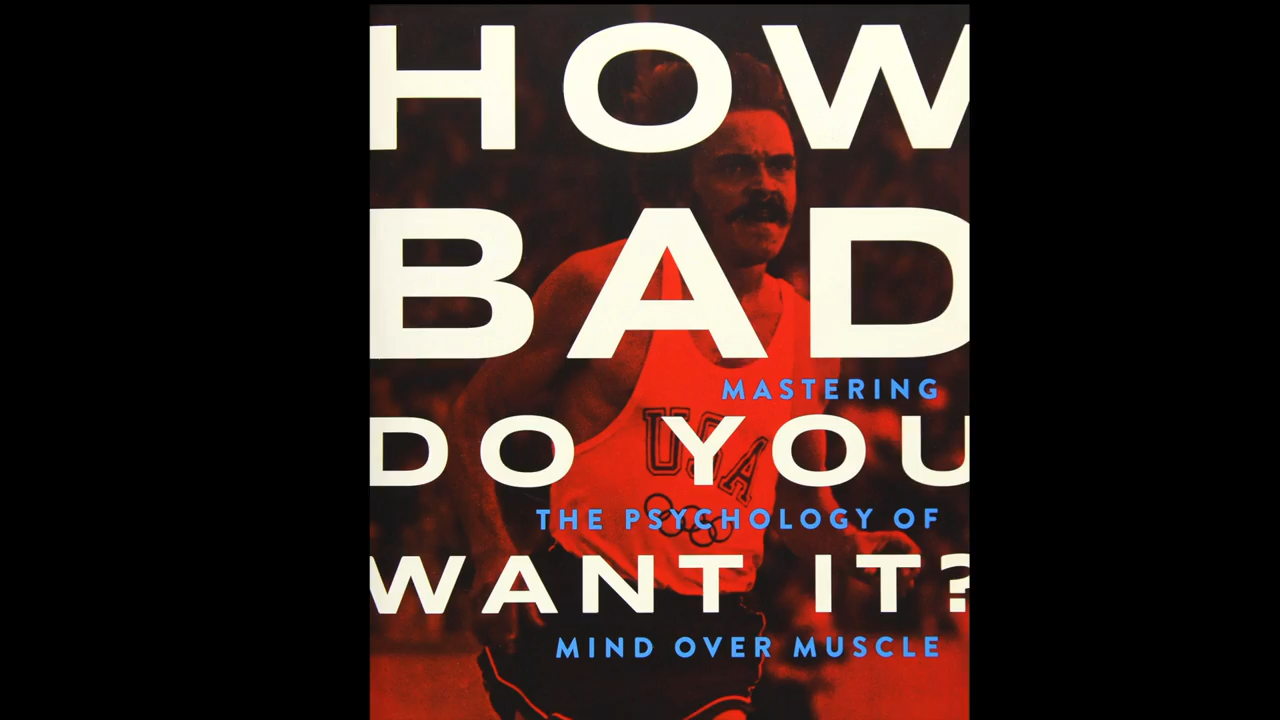 HOW
BAD
MASTERING
DO YOU
USA
THE PSYCHOLOGY OF
WANT IT?
MIND OVER MUSCLE